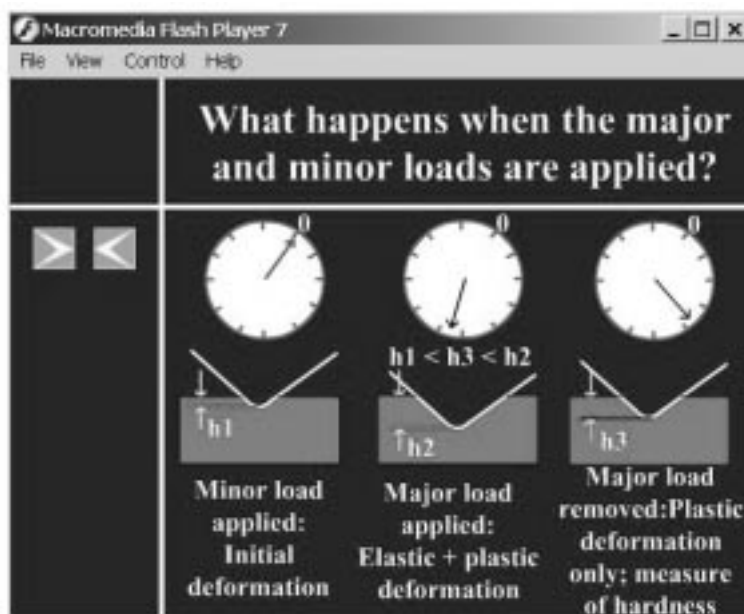 Macromedia Flash Player 7
File View Control Help
What happens when the major
and minor loads are applied?
0
0
0
h1 < h3 < h2
h1
h2
h3
Minor load
applied:
Initial
deformation
Major load
applied:
Elastic + plastic
deformation
Major load
removed:Plastic
deformation
only; measure
of hardness